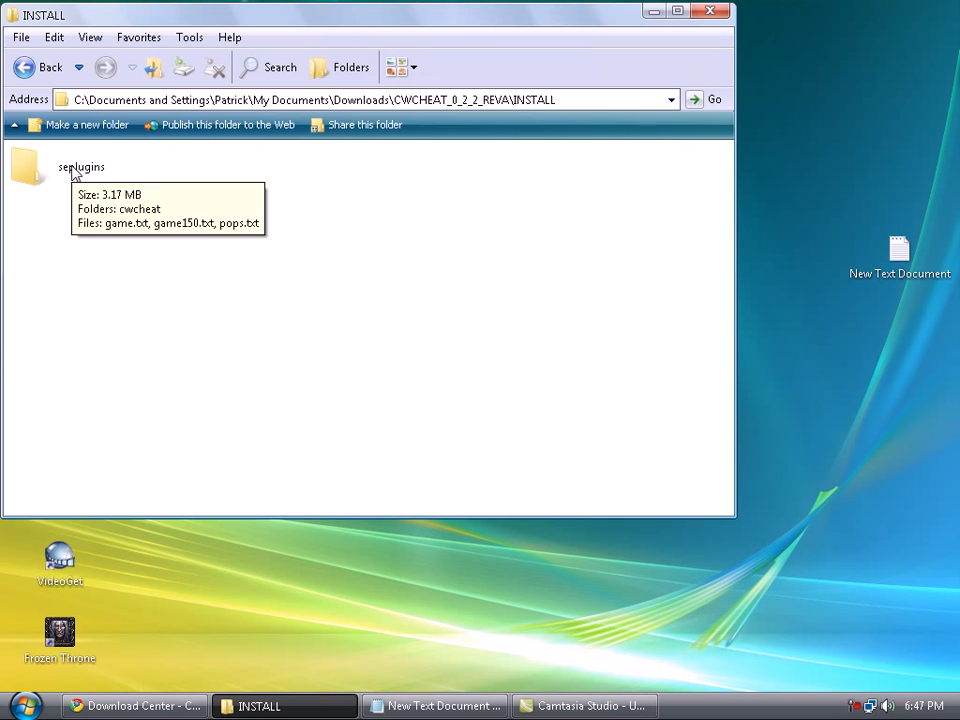 INSTALL
File Edit View Favorites Tools Help
Back Search Folders
Address C:\Documents and Settings\Patrick\My Documents\Downloads\CWCHEAT_0_2_2_REVA\INSTALL Go
Make a new folder Publish this folder to the Web Share this folder
seplugins
Size: 3.17 MB
Folders: cwcheat
Files: game.txt, game150.txt, pops.txt
New Text Document
VideoGet
Frozen Throne
Download Center - C... INSTALL New Text Document ... Camtasia Studio - U... 6:47 PM